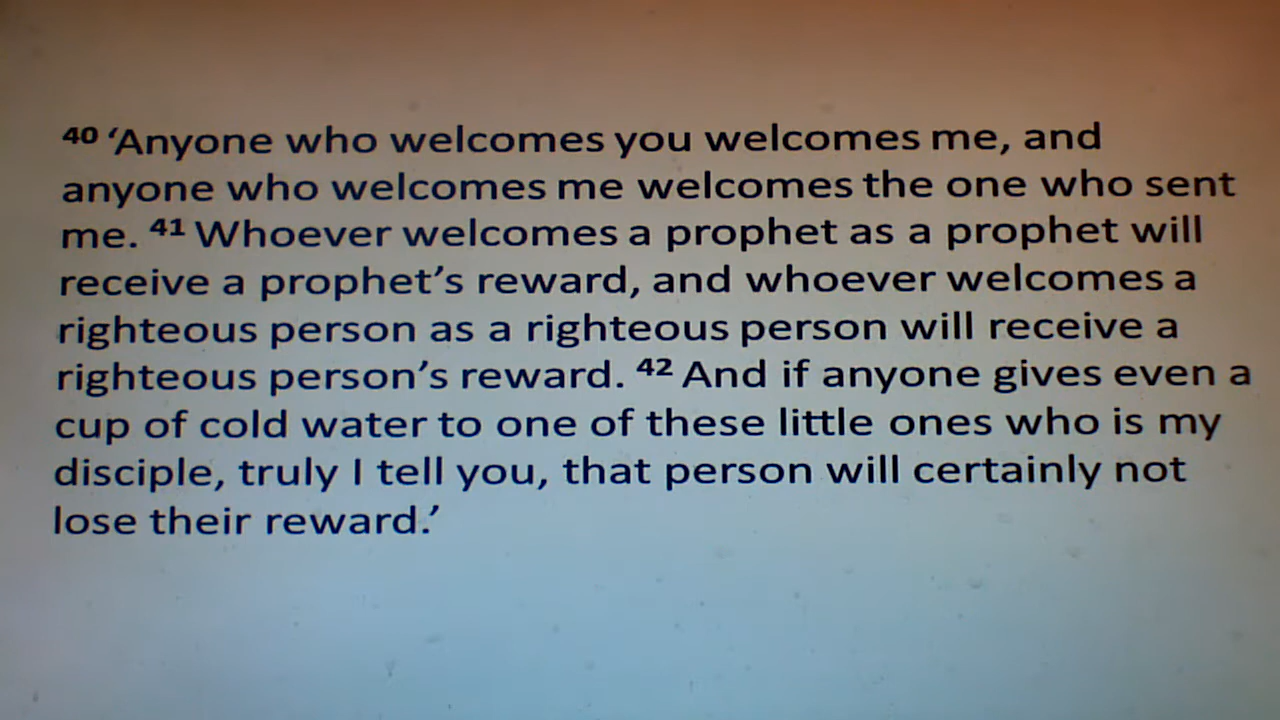 40 ‘Anyone who welcomes you welcomes me, and
anyone who welcomes me welcomes the one who sent
me. 41 Whoever welcomes a prophet as a prophet will
receive a prophet’s reward, and whoever welcomes a
righteous person as a righteous person will receive a
righteous person’s reward. 42 And if anyone gives even a
cup of cold water to one of these little ones who is my
disciple, truly I tell you, that person will certainly not
lose their reward.’